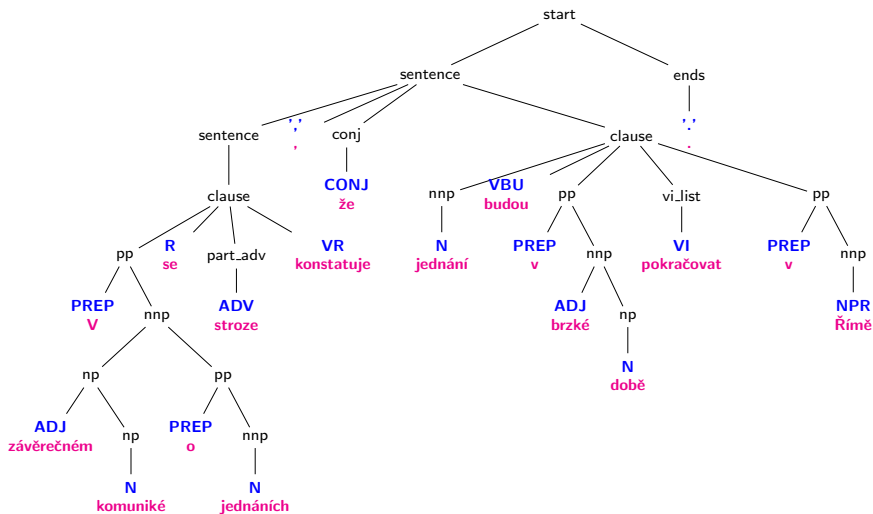 start
sentence ends
sentence ',' conj clause '.'
, .
clause CONJ nnp VBU pp vi_list pp
že budou
pp R part_adv VR N PREP nnp VI PREP nnp
se konstatuje jednání v pokračovat v
PREP nnp ADV ADJ np NPR
V stroze brzké Římě
np pp N
době
ADJ np PREP nnp
závěrečném o
N N
komuniké jednáních